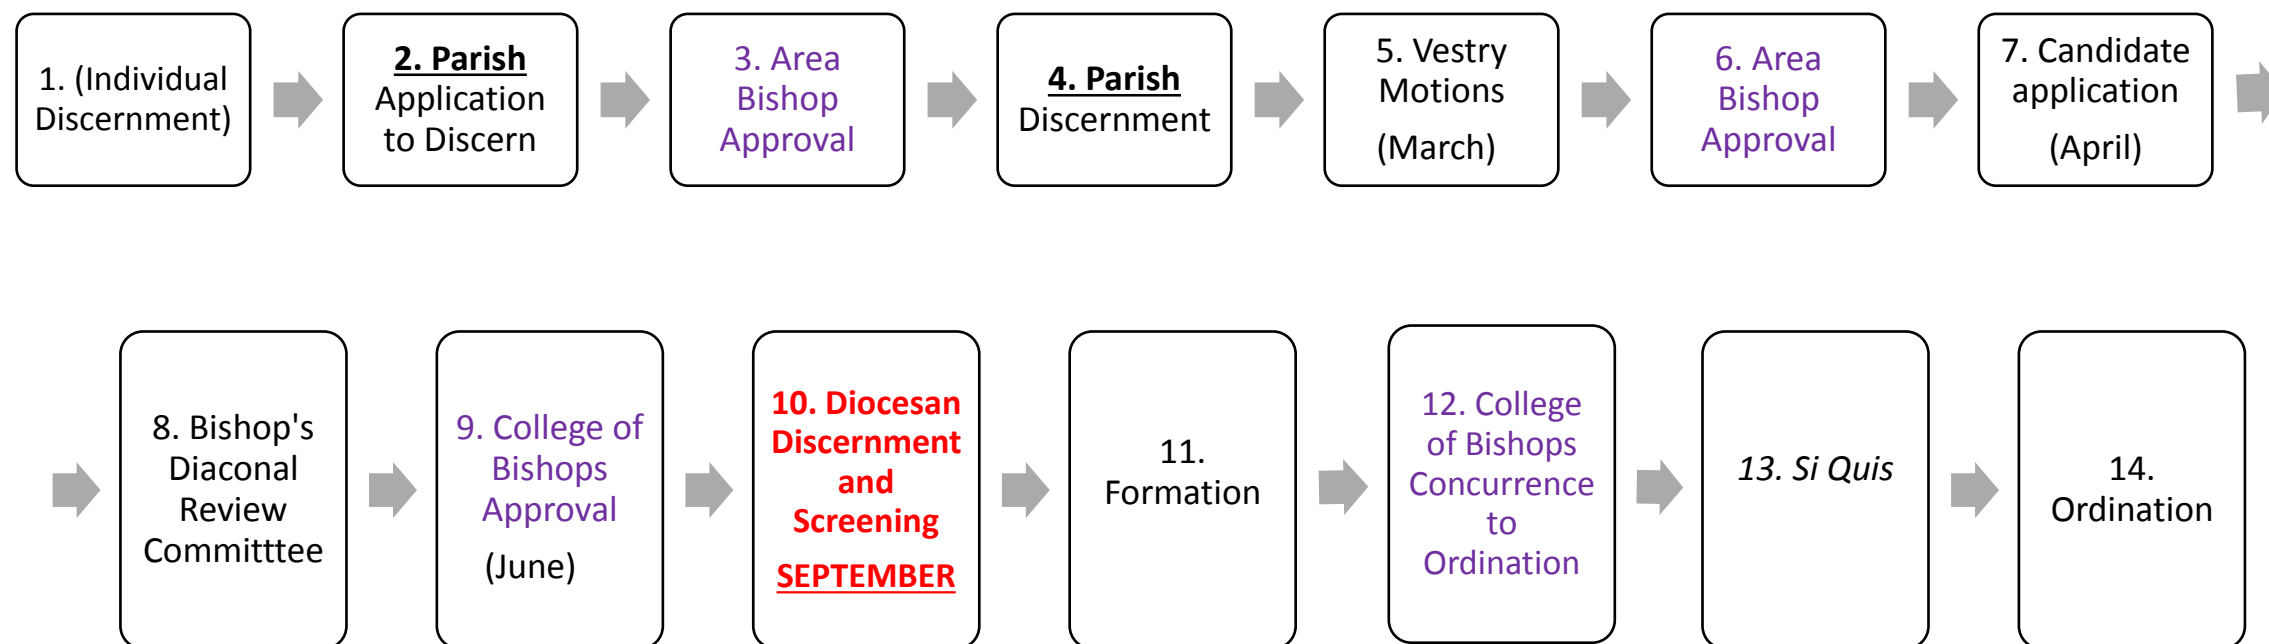 1. (Individual
Discernment)
2. Parish
Application
to Discern
3. Area
Bishop
Approval
4. Parish
Discernment
5. Vestry
Motions
(March)
6. Area
Bishop
Approval
7. Candidate
application
(April)
8. Bishop's
Diaconal
Review
Committtee
9. College of
Bishops
Approval
(June)
10. Diocesan
Discernment
and
Screening
SEPTEMBER
11.
Formation
12. College
of Bishops
Concurrence
to
Ordination
13. Si Quis
14.
Ordination